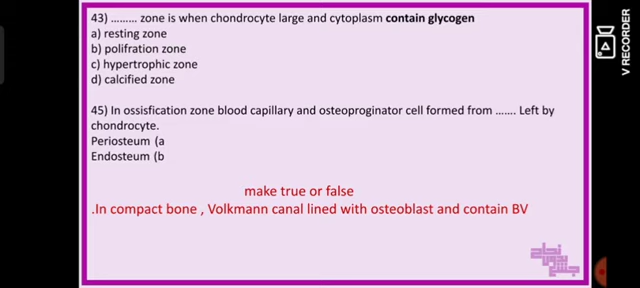 43) ......... zone is when chondrocyte large and cytoplasm contain glycogen
a) resting zone
b) polifration zone
c) hypertrophic zone
d) calcified zone
45) In ossisfication zone blood capillary and osteoproginator cell formed from ....... Left by
chondrocyte.
Periosteum (a
Endosteum (b
make true or false
.In compact bone , Volkmann canal lined with osteoblast and contain BV
V RECORDER